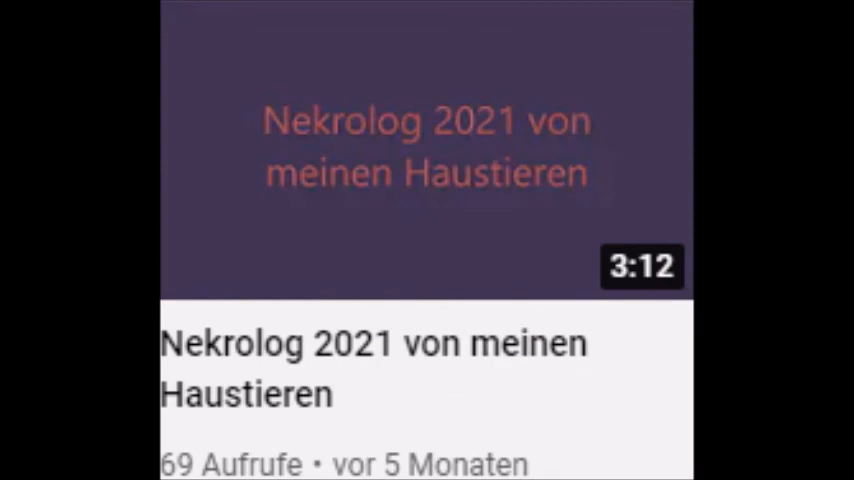 Nekrolog 2021 von
meinen Haustieren
3:12
Nekrolog 2021 von meinen
Haustieren
69 Aufrufe • vor 5 Monaten